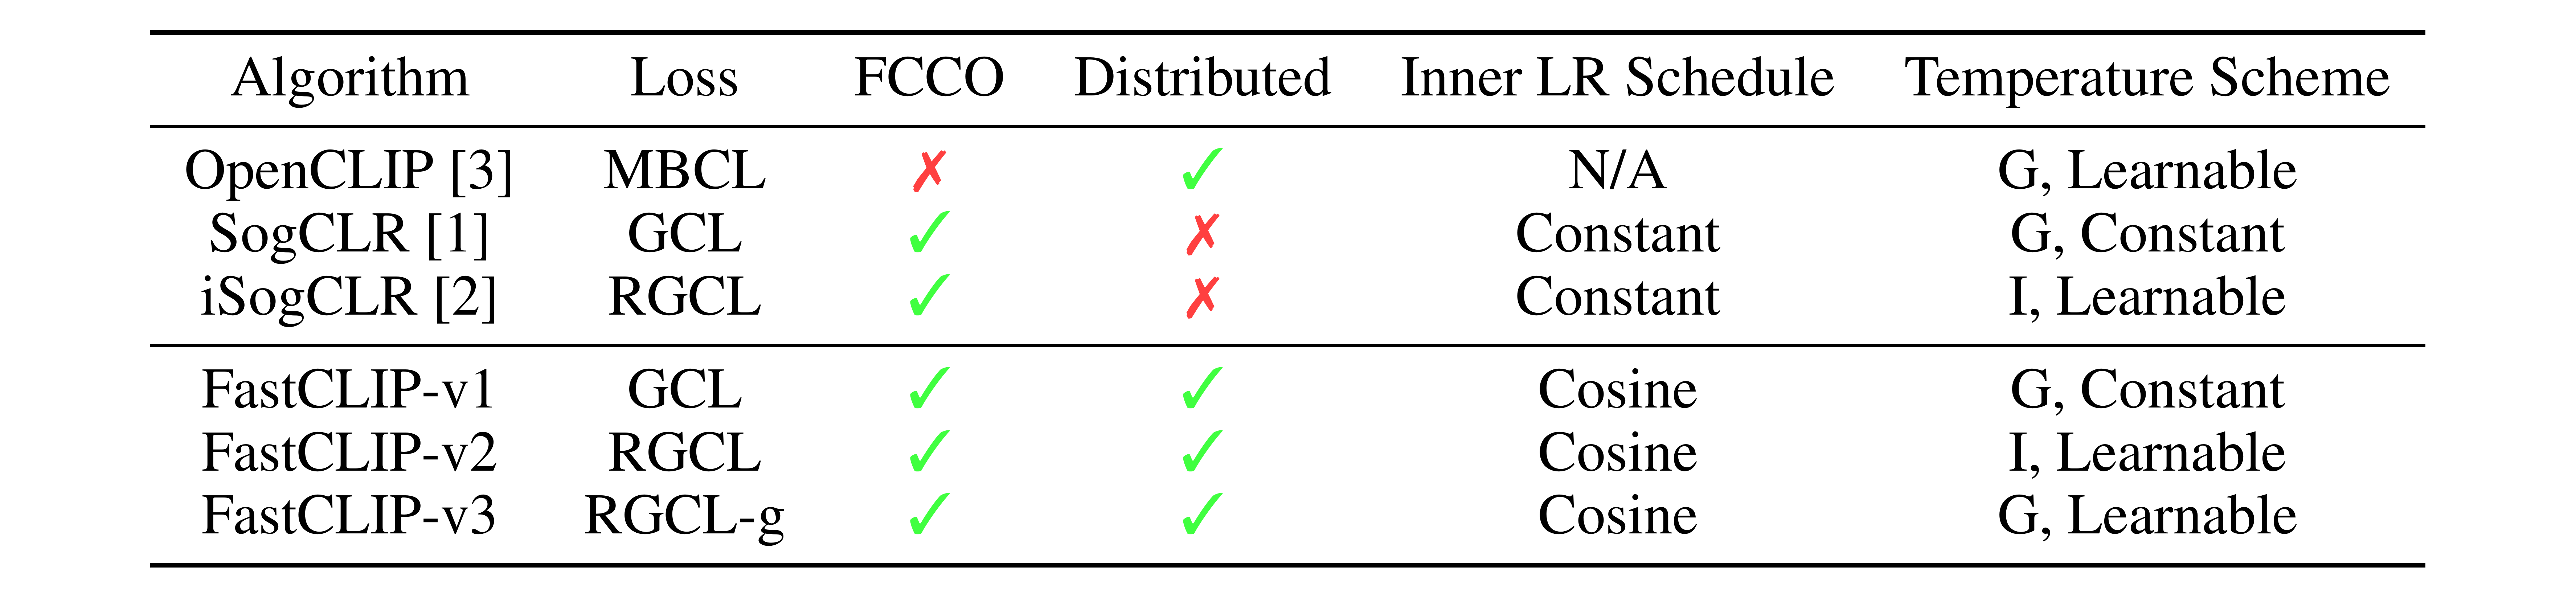 Algorithm Loss FCCO Distributed Inner LR Schedule Temperature Scheme
OpenCLIP [3] MBCL ✗ ✓ N/A G, Learnable
SogCLR [1] GCL ✓ ✗ Constant G, Constant
iSogCLR [2] RGCL ✓ ✗ Constant I, Learnable
FastCLIP-v1 GCL ✓ ✓ Cosine G, Constant
FastCLIP-v2 RGCL ✓ ✓ Cosine I, Learnable
FastCLIP-v3 RGCL-g ✓ ✓ Cosine G, Learnable